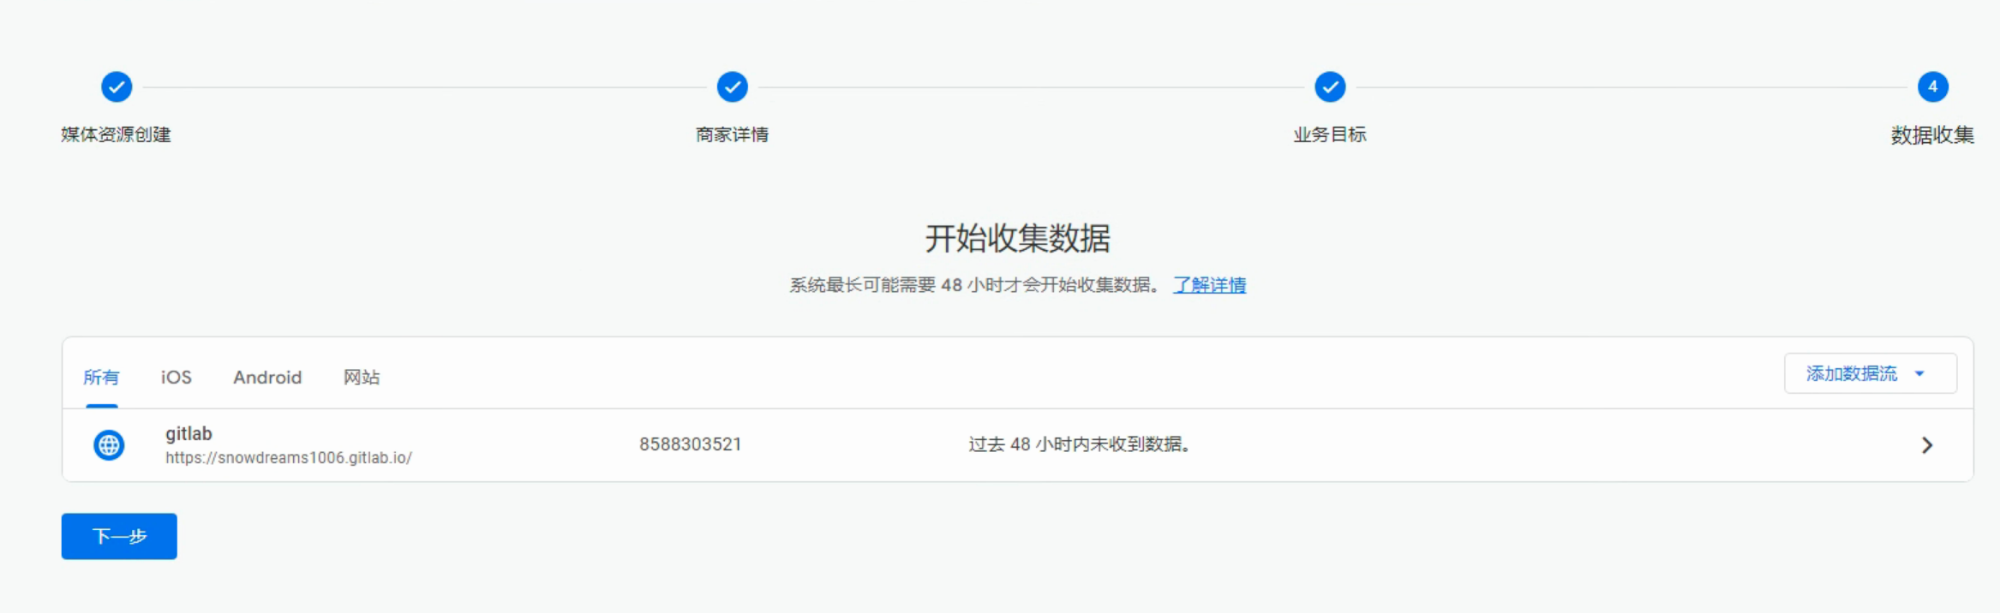 4
媒体资源创建 商家详情 业务目标 数据收集
开始收集数据
系统最长可能需要 48 小时才会开始收集数据。 了解详情
所有 iOS Android 网站 添加数据流
gitlab
https://snowdreams1006.gitlab.io/ 8588303521 过去 48 小时内未收到数据。
下一步